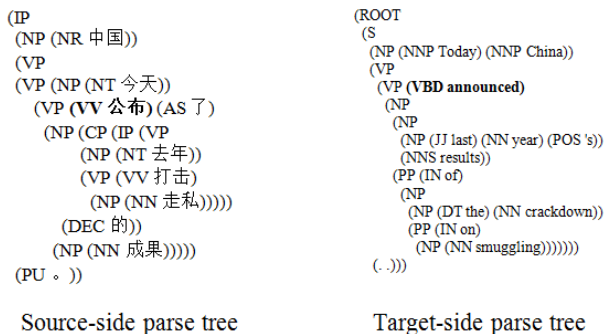 (IP
(NP (NR 中国))
(VP
(VP (NP (NT 今天))
(VP (VV 公布) (AS 了)
(NP (CP (IP (VP
(NP (NT 去年))
(VP (VV 打击)
(NP (NN 走私)))))
(DEC 的))
(NP (NN 成果)))))
(PU 。))
Source-side parse tree
(ROOT
(S
(NP (NNP Today) (NNP China))
(VP
(VP (VBD announced)
(NP
(NP
(NP (JJ last) (NN year) (POS 's))
(NNS results))
(PP (IN of)
(NP
(NP (DT the) (NN crackdown))
(PP (IN on)
(NP (NN smuggling)))))))
(. .)))
Target-side parse tree